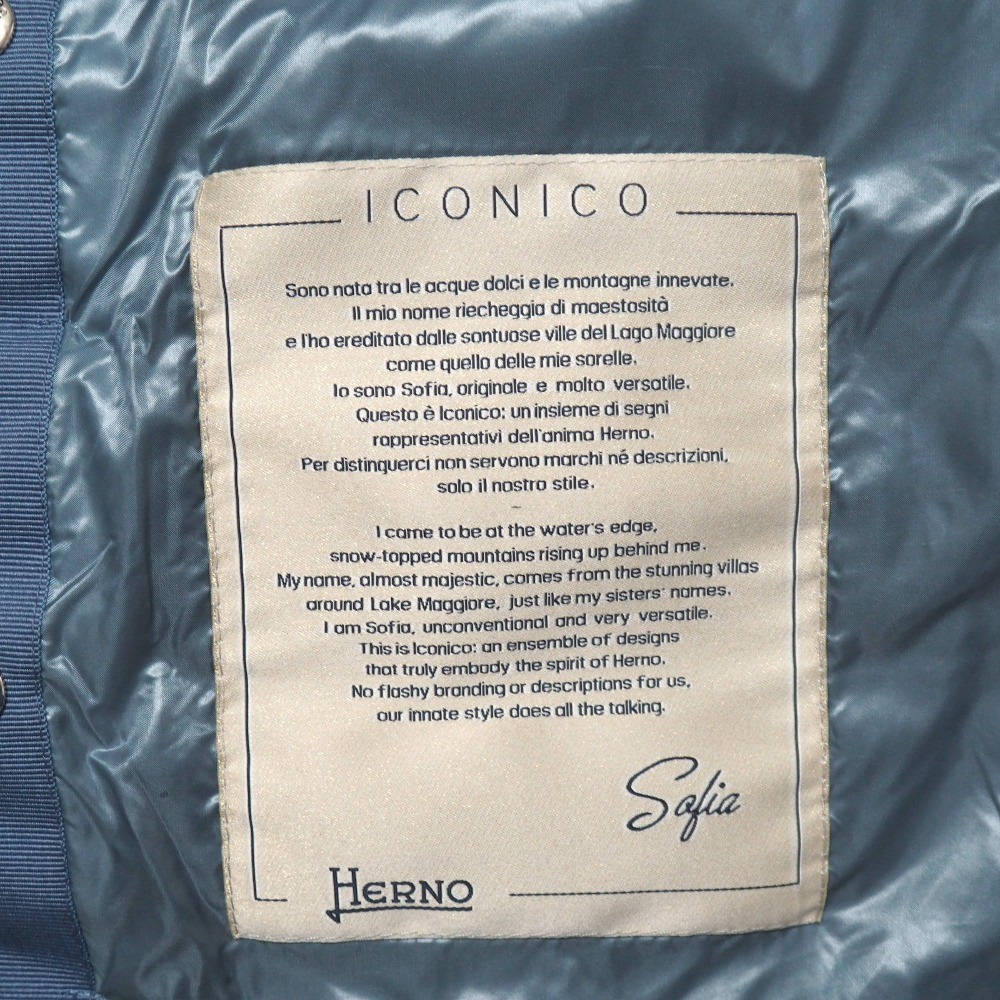 ICONICO
Sono nata tra le acque dolci e le montagne innevate.
Il mio nome riecheggia di maestosità
e l'ho ereditato dalle sontuose ville del Lago Maggiore
come quello delle mie sorelle.
Io sono Sofia, originale e molto versatile.
Questo è Iconico: un insieme di segni
rappresentativi dell'anima Herno.
Per distinguerci non servono marchi né descrizioni,
solo il nostro stile.
~
I came to be at the water's edge,
snow-topped mountains rising up behind me.
My name, almost majestic, comes from the stunning villas
around Lake Maggiore, just like my sisters' names.
I am Sofia, unconventional and very versatile.
This is Iconico: an ensemble of designs
that truly embody the spirit of Herno.
No flashy branding or descriptions for us,
our innate style does all the talking.
Sofia
HERNO